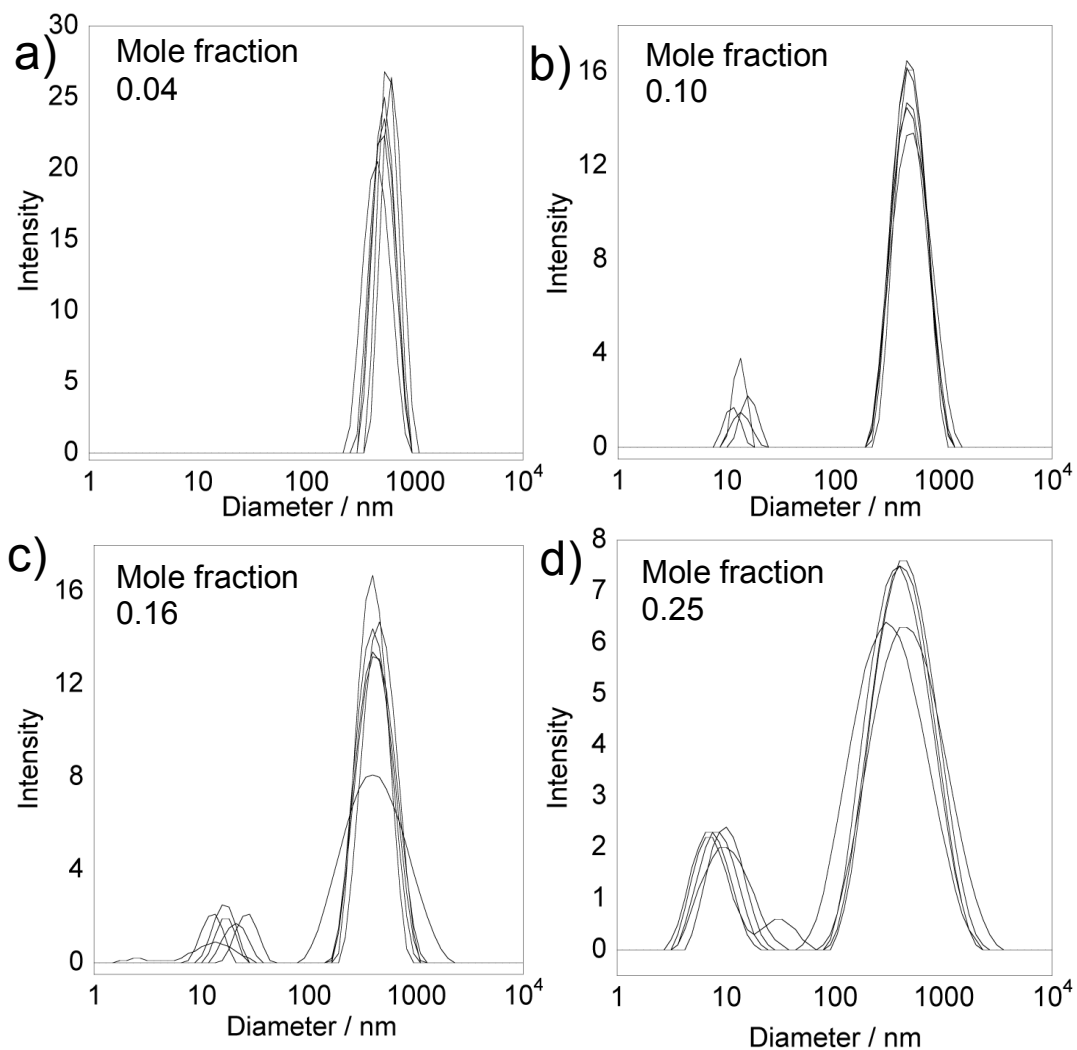 a)
Mole fraction
0.04
30
25
20
15
10
5
0
Intensity
1 10 100 1000 10^4
Diameter / nm
b)
Mole fraction
0.10
16
12
8
4
0
Intensity
1 10 100 1000 10^4
Diameter / nm
c)
Mole fraction
0.16
16
12
8
4
0
Intensity
1 10 100 1000 10^4
Diameter / nm
d)
Mole fraction
0.25
8
7
6
5
4
3
2
1
0
Intensity
1 10 100 1000 10^4
Diameter / nm